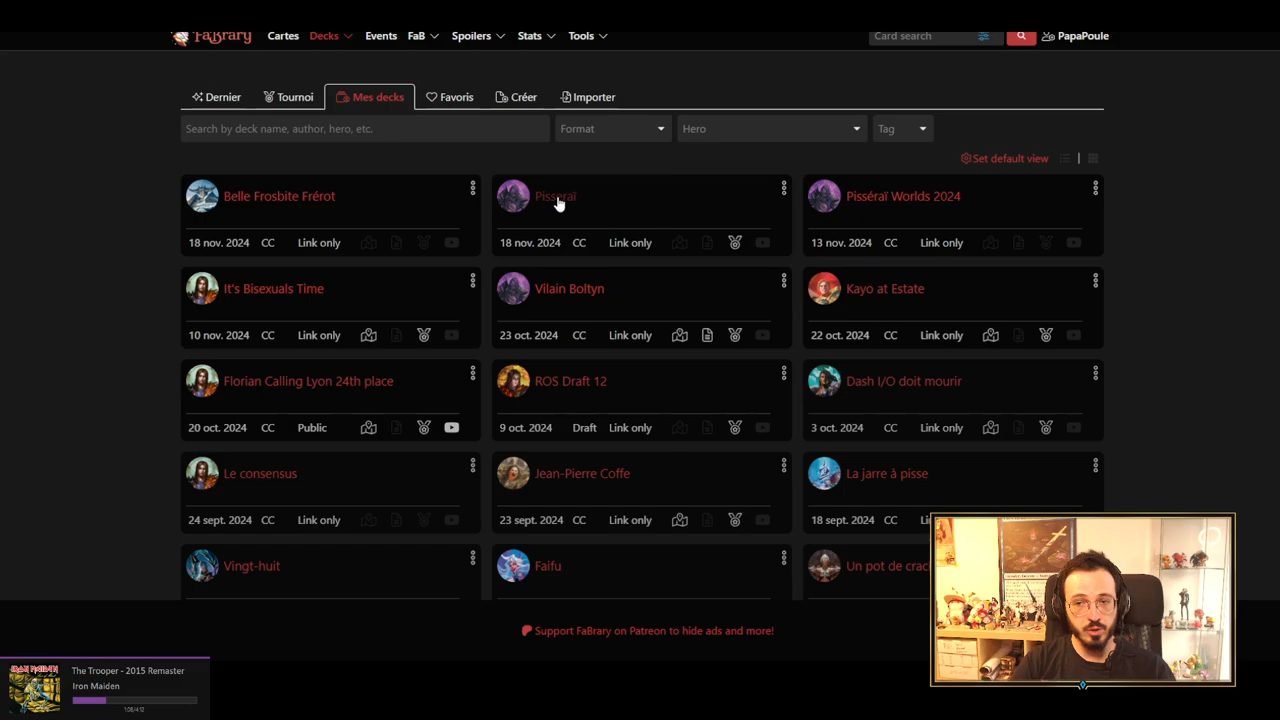 FaBrary Cartes Decks Events FaB Spoilers Stats Tools Card search PapaPoule
Dernier Tournoi Mes decks Favoris Créer Importer
Search by deck name, author, hero, etc. Format Hero Tag
Set default view
Belle Frosbite Frérot
18 nov. 2024 CC Link only
Pisseraï
18 nov. 2024 CC Link only
Pisséraï Worlds 2024
13 nov. 2024 CC Link only
It's Bisexuals Time
10 nov. 2024 CC Link only
Vilain Boltyn
23 oct. 2024 CC Link only
Kayo at Estate
22 oct. 2024 CC Link only
Florian Calling Lyon 24th place
20 oct. 2024 CC Public
ROS Draft 12
9 oct. 2024 Draft Link only
Dash I/O doit mourir
3 oct. 2024 CC Link only
Le consensus
24 sept. 2024 CC Link only
Jean-Pierre Coffe
23 sept. 2024 CC Link only
La jarre à pisse
18 sept. 2024 CC
Vingt-huit
Faifu
Un pot de
Support FaBrary on Patreon to hide ads and more!
IRON MAIDEN
The Trooper - 2015 Remaster
Iron Maiden
1:08/4:12